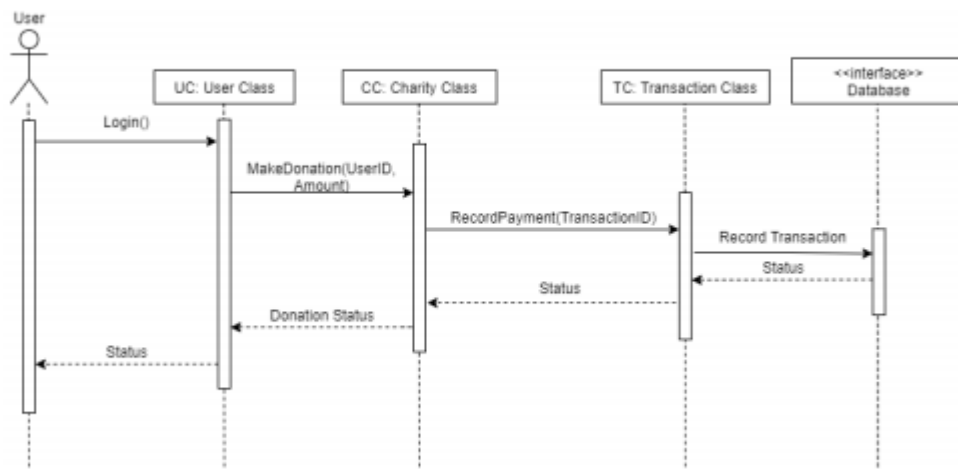 User
UC: User Class
CC: Charity Class
TC: Transaction Class
<<interface>>
Database
Login()
MakeDonation(UserID,
Amount)
RecordPayment(TransactionID)
Record Transaction
Status
Status
Donation Status
Status